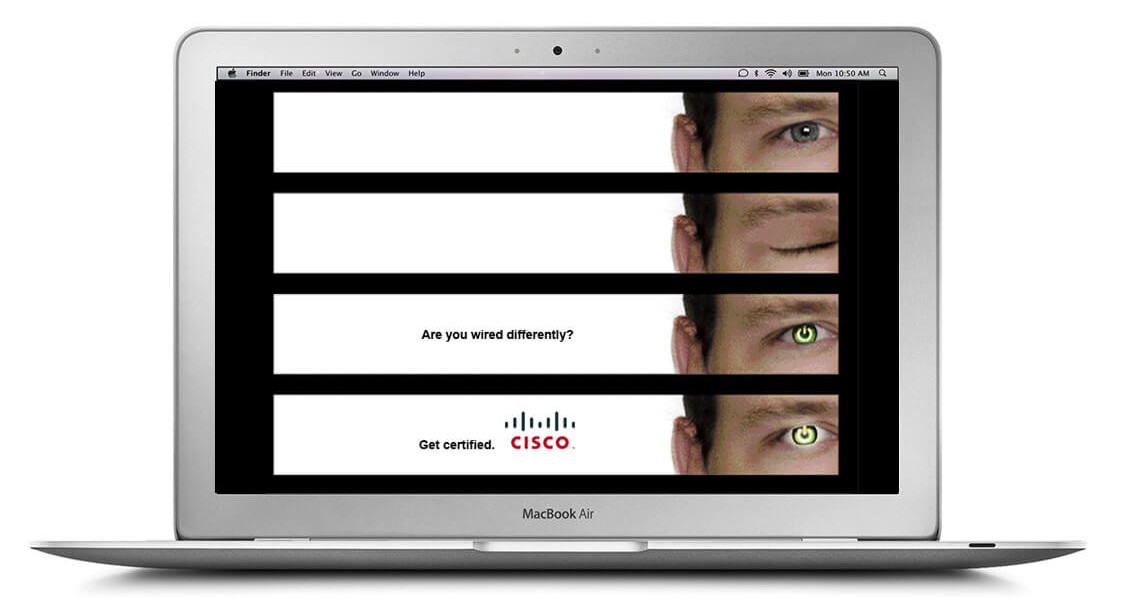 Finder File Edit View Go Window Help Mon 10:50 AM
Are you wired differently?
Get certified. CISCO
MacBook Air